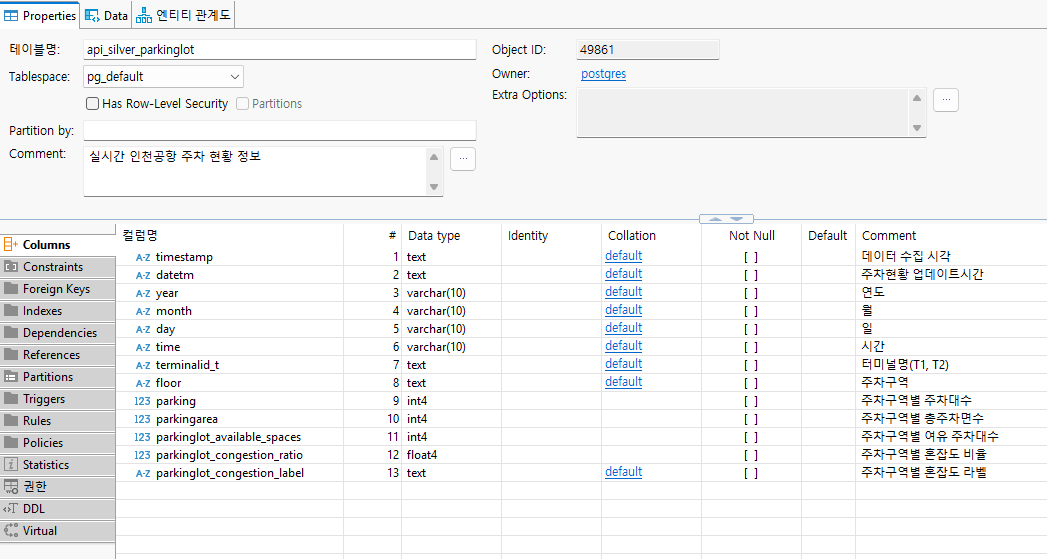 Properties Data 엔티티 관계도
테이블명: api_silver_parkinglot Object ID: 49861
Tablespace: pg_default Owner: postgres
Has Row-Level Security Partitions Extra Options: ...
Partition by:
Comment: 실시간 인천공항 주차 현황 정보 ...
Columns
Constraints
Foreign Keys
Indexes
Dependencies
References
Partitions
Triggers
Rules
Policies
Statistics
권한
DDL
Virtual
컬럼명 # Data type Identity Collation Not Null Default Comment
A-Z timestamp 1 text default [ ] 데이터 수집 시각
A-Z datetm 2 text default [ ] 주차현황 업데이트시간
A-Z year 3 varchar(10) default [ ] 연도
A-Z month 4 varchar(10) default [ ] 월
A-Z day 5 varchar(10) default [ ] 일
A-Z time 6 varchar(10) default [ ] 시간
A-Z terminalid_t 7 text default [ ] 터미널명(T1, T2)
A-Z floor 8 text default [ ] 주차구역
123 parking 9 int4 [ ] 주차구역별 주차대수
123 parkingarea 10 int4 [ ] 주차구역별 총주차면수
123 parkinglot_available_spaces 11 int4 [ ] 주차구역별 여유 주차대수
123 parkinglot_congestion_ratio 12 float4 [ ] 주차구역별 혼잡도 비율
A-Z parkinglot_congestion_label 13 text default [ ] 주차구역별 혼잡도 라벨